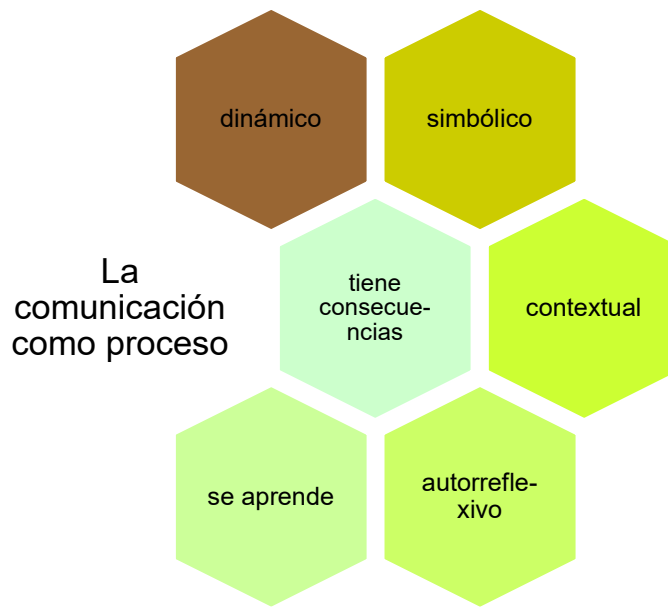 dinámico
simbólico
La
comunicación
como proceso
tiene
consecue-
ncias
contextual
se aprende
autorrefle-
xivo